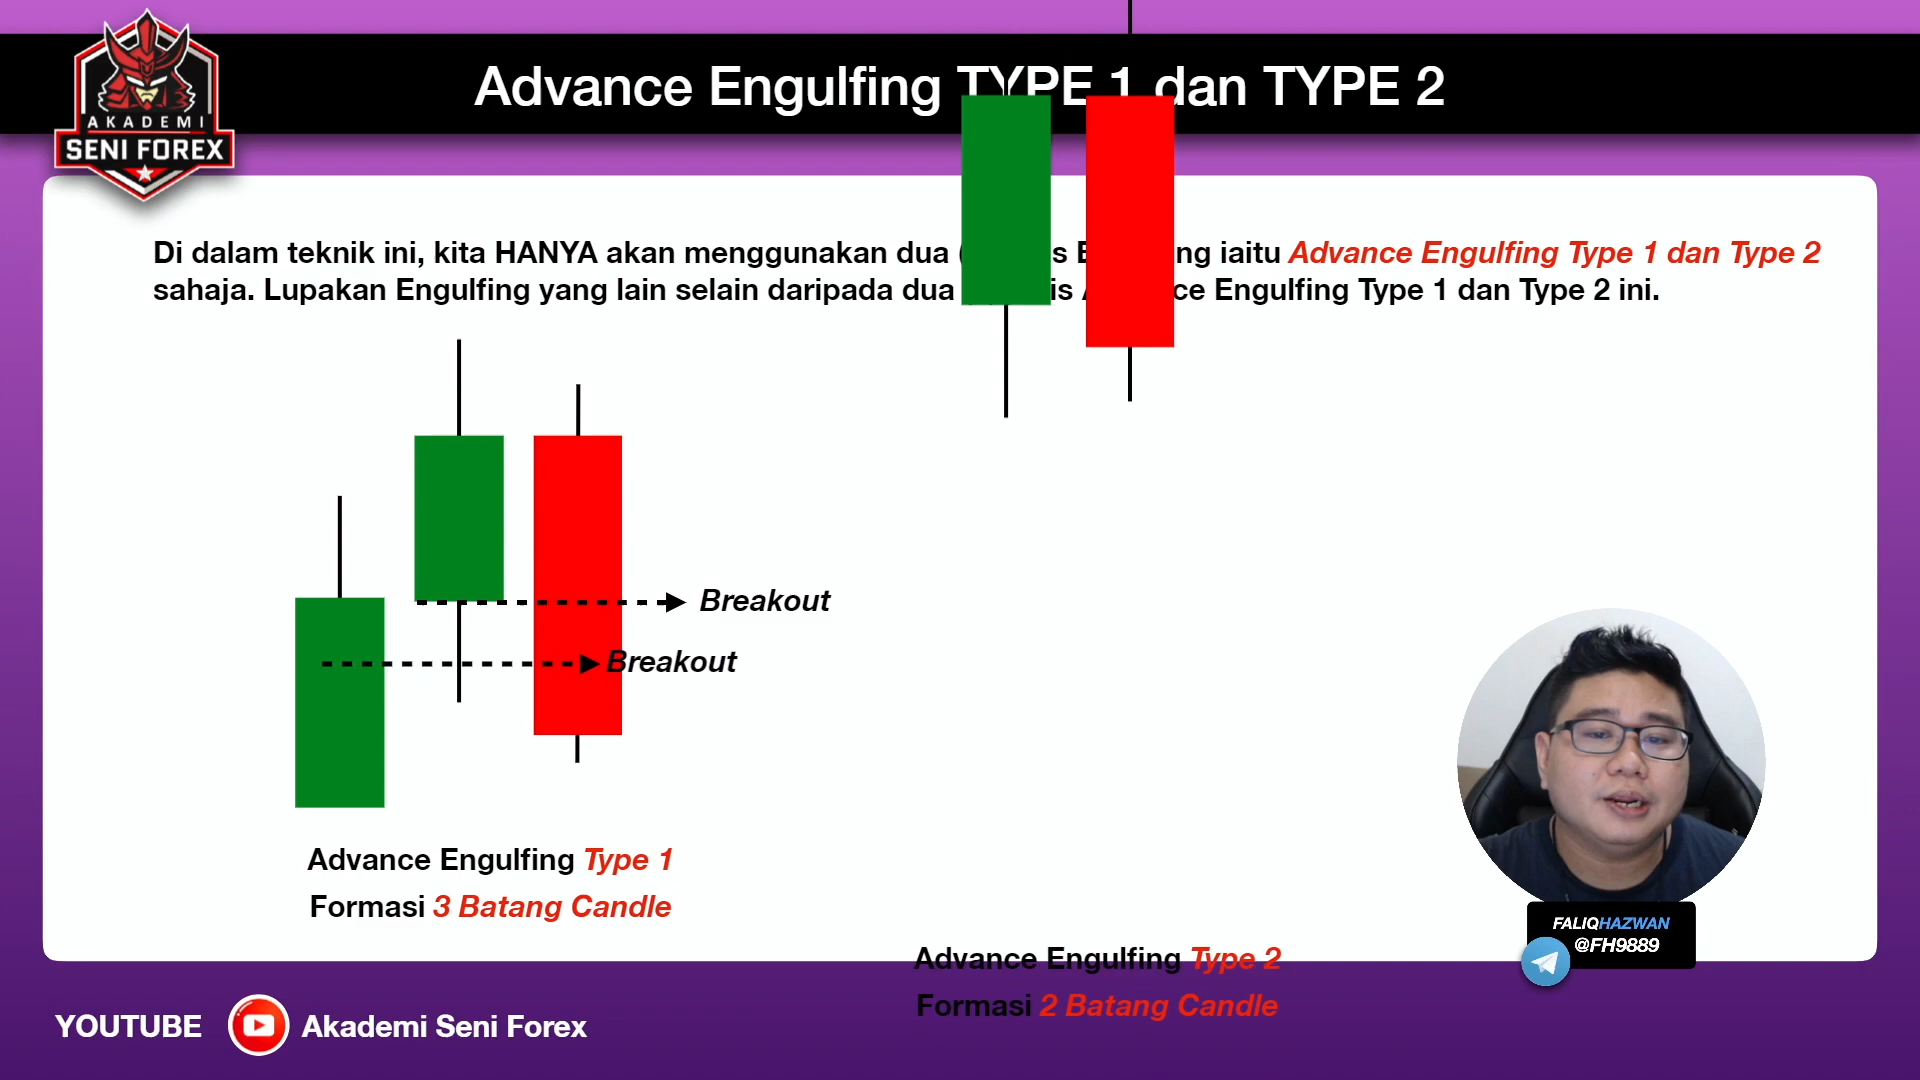 AKADEMI
SENI FOREX
Advance Engulfing TYPE 1 dan TYPE 2
Di dalam teknik ini, kita HANYA akan menggunakan dua ( s E ng iaitu Advance Engulfing Type 1 dan Type 2
sahaja. Lupakan Engulfing yang lain selain daripada dua is A ce Engulfing Type 1 dan Type 2 ini.
Breakout
Breakout
Advance Engulfing Type 1
Formasi 3 Batang Candle
Advance Engulfing Type 2
Formasi 2 Batang Candle
FALIQHAZWAN
@FH9889
YOUTUBE Akademi Seni Forex